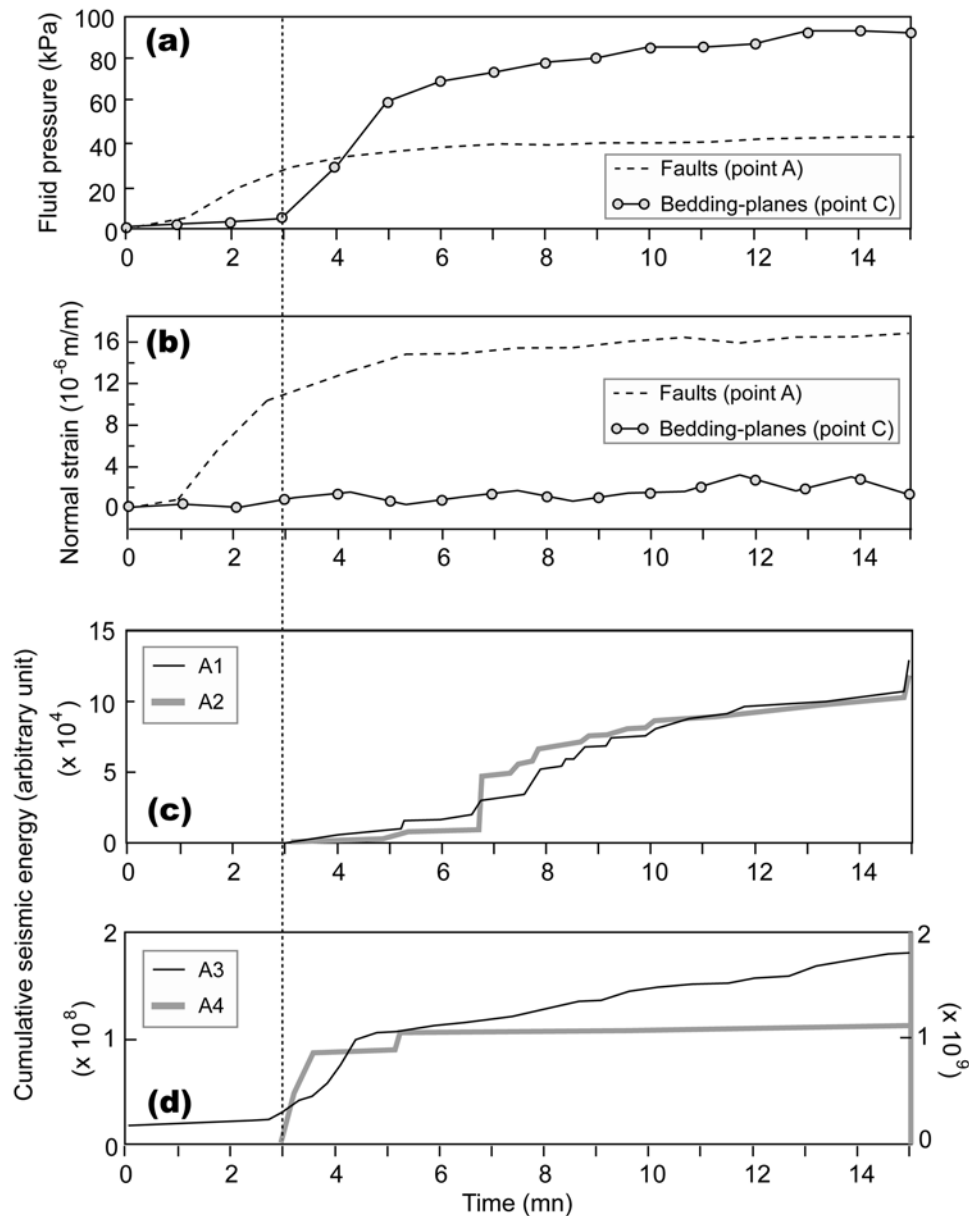 (a)
Fluid pressure (kPa)
100
80
60
40
20
0
Faults (point A)
Bedding-planes (point C)
0 2 4 6 8 10 12 14
(b)
Normal strain (10⁻⁶ m/m)
16
12
8
4
0
Faults (point A)
Bedding-planes (point C)
0 2 4 6 8 10 12 14
Cumulative seismic energy (arbitrary unit)
(x 10⁴)
15
10
5
0
A1
A2
(c)
0 2 4 6 8 10 12 14
(x 10⁸)
2
1
0
A3
A4
(d)
2
1
0
(x 10⁹)
0 2 4 6 8 10 12 14
Time (mn)